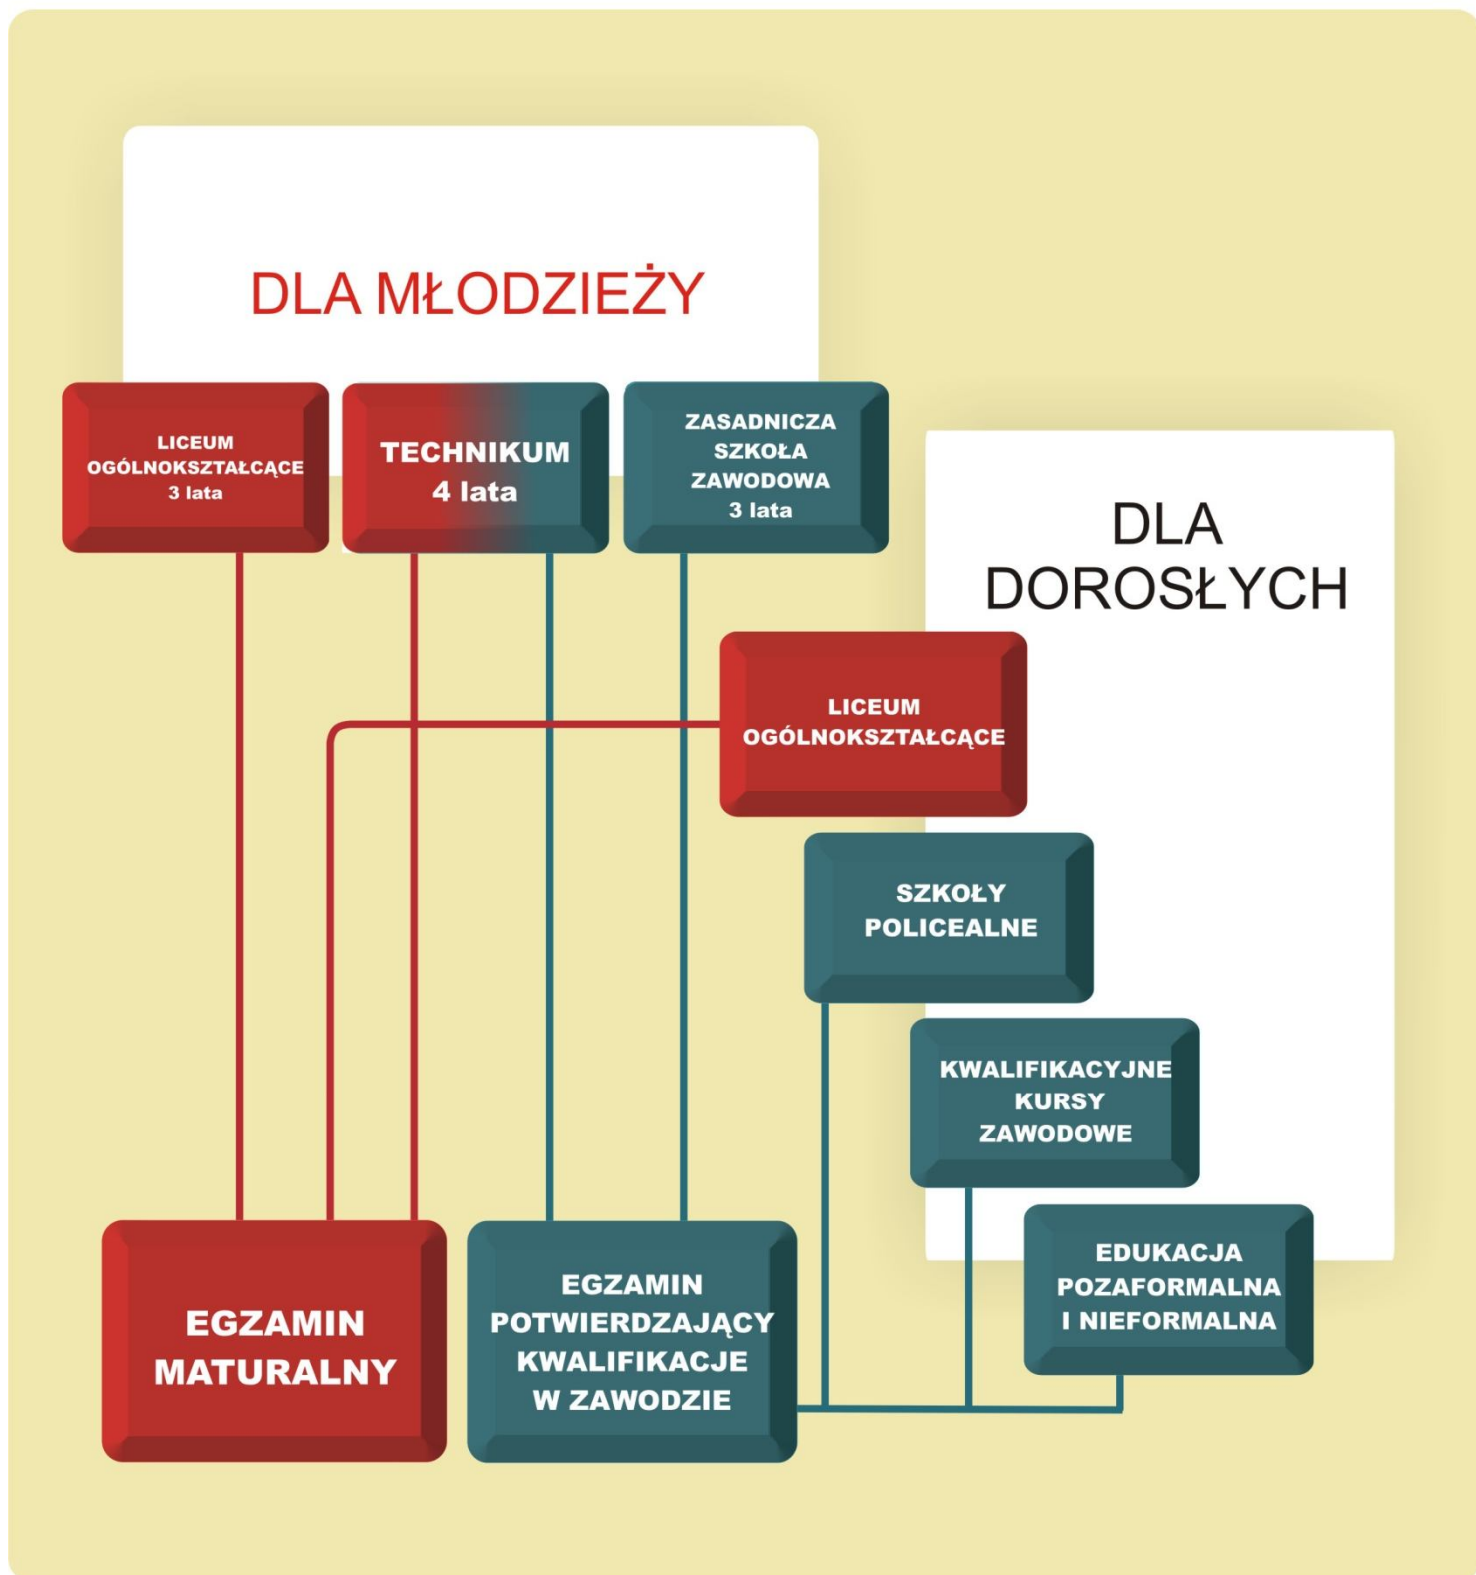 DLA MŁODZIEŻY
LICEUM
OGÓLNOKSZTAŁCĄCE
3 lata
TECHNIKUM
4 lata
ZASADNICZA
SZKOŁA
ZAWODOWA
3 lata
DLA
DOROSŁYCH
LICEUM
OGÓLNOKSZTAŁCĄCE
SZKOŁY
POLICEALNE
KWALIFIKACYJNE
KURSY
ZAWODOWE
EDUKACJA
POZAFORMALNA
I NIEFORMALNA
EGZAMIN
MATURALNY
EGZAMIN
POTWIERDZAJĄCY
KWALIFIKACJE
W ZAWODZIE